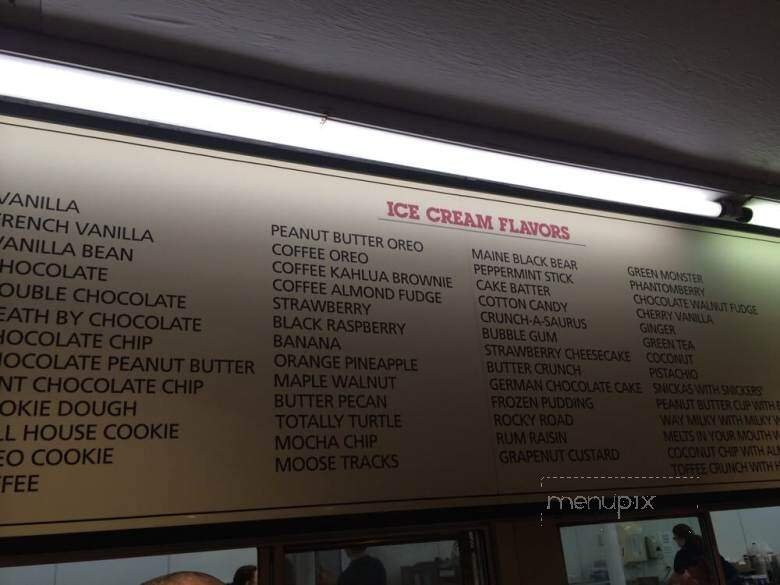 ICE CREAM FLAVORS
VANILLA
FRENCH VANILLA
VANILLA BEAN
CHOCOLATE
OUBLE CHOCOLATE
EATH BY CHOCOLATE
HOCOLATE CHIP
HOCOLATE PEANUT BUTTER
NT CHOCOLATE CHIP
OKIE DOUGH
LL HOUSE COOKIE
EO COOKIE
FEE
PEANUT BUTTER OREO
COFFEE OREO
COFFEE KAHLUA BROWNIE
COFFEE ALMOND FUDGE
STRAWBERRY
BLACK RASPBERRY
BANANA
ORANGE PINEAPPLE
MAPLE WALNUT
BUTTER PECAN
TOTALLY TURTLE
MOCHA CHIP
MOOSE TRACKS
MAINE BLACK BEAR
PEPPERMINT STICK
CAKE BATTER
COTTON CANDY
CRUNCH-A-SAURUS
BUBBLE GUM
STRAWBERRY CHEESECAKE
BUTTER CRUNCH
GERMAN CHOCOLATE CAKE
FROZEN PUDDING
ROCKY ROAD
RUM RAISIN
GRAPENUT CUSTARD
GREEN MONSTER
PHANTOMBERRY
CHOCOLATE WALNUT FUDGE
CHERRY VANILLA
GINGER
GREEN TEA
COCONUT
PISTACHIO
SNICKAS WITH SNICKERS
PEANUT BUTTER CUP WITH
WAY MILKY WITH MILKY
MELTS IN YOUR MOUTH
COCONUT CHIP WITH ALM
TOFFEE CRUNCH WITH
menupix